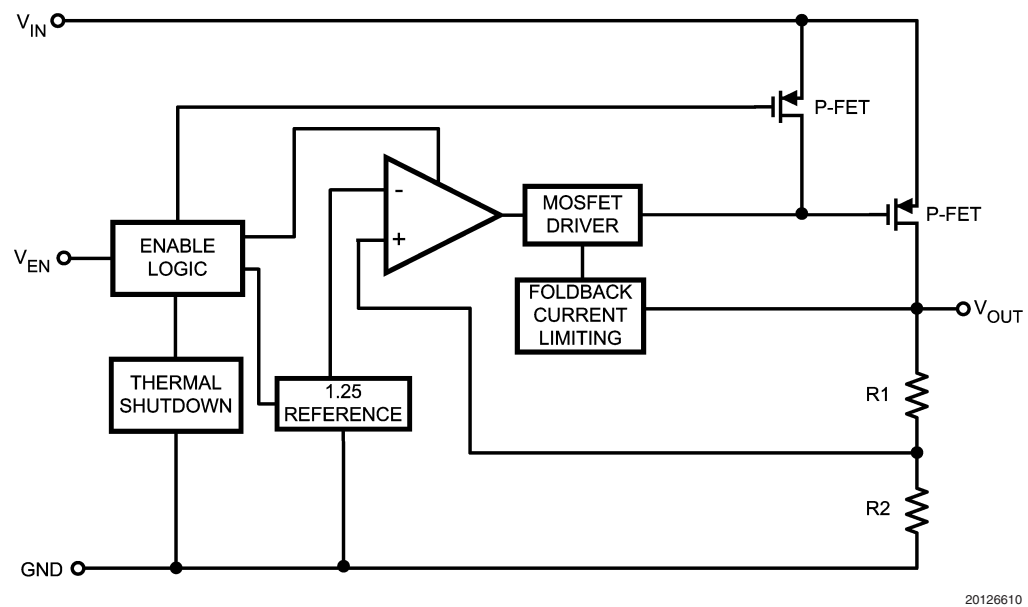 VIN
P-FET
P-FET
-
+
MOSFET
DRIVER
ENABLE
LOGIC
VEN
FOLDBACK
CURRENT
LIMITING
VOUT
THERMAL
SHUTDOWN
1.25
REFERENCE
R1
R2
GND
20126610